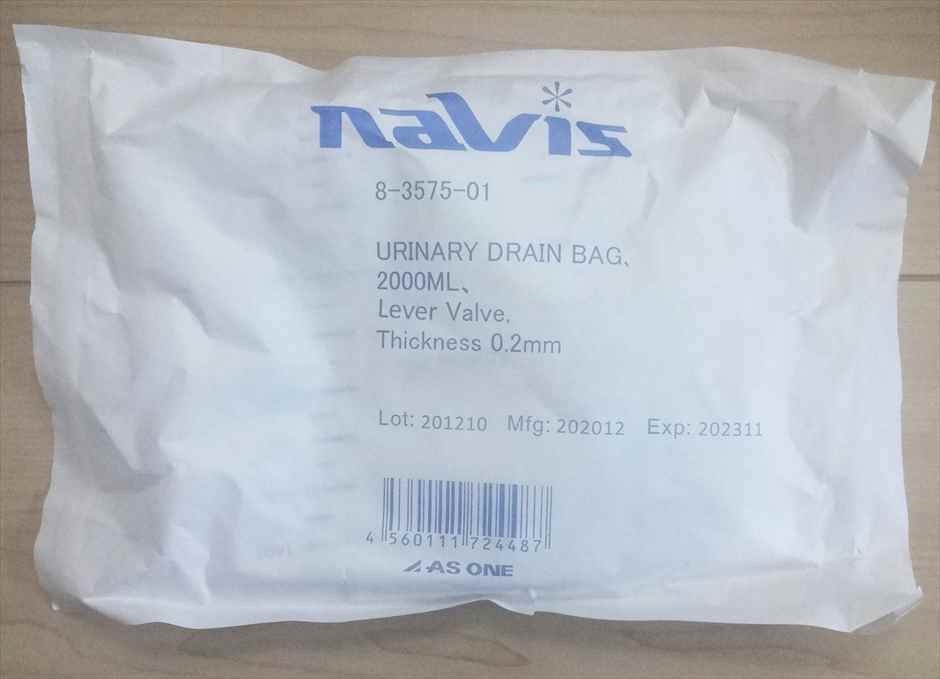 navis
8-3575-01
URINARY DRAIN BAG、
2000ML、
Lever Valve,
Thickness 0.2mm
Lot: 201210 Mfg: 202012 Exp: 202311
4 560111 724487
AS ONE